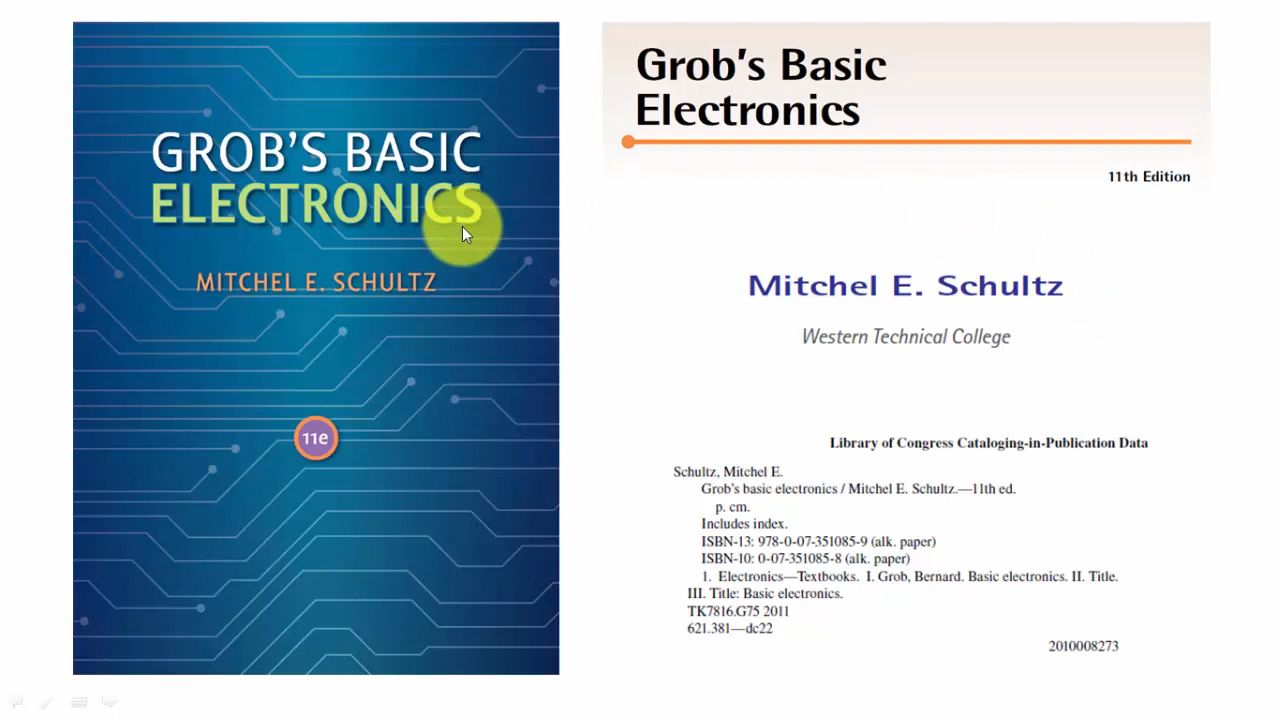 GROB'S BASIC
ELECTRONICS
MITCHEL E. SCHULTZ
11e
Grob's Basic
Electronics
11th Edition
Mitchel E. Schultz
Western Technical College
Library of Congress Cataloging-in-Publication Data
Schultz, Mitchel E.
Grob's basic electronics / Mitchel E. Schultz.—11th ed.
p. cm.
Includes index.
ISBN-13: 978-0-07-351085-9 (alk. paper)
ISBN-10: 0-07-351085-8 (alk. paper)
1. Electronics—Textbooks. I. Grob, Bernard. Basic electronics. II. Title.
III. Title: Basic electronics.
TK7816.G75 2011
621.381—dc22
2010008273